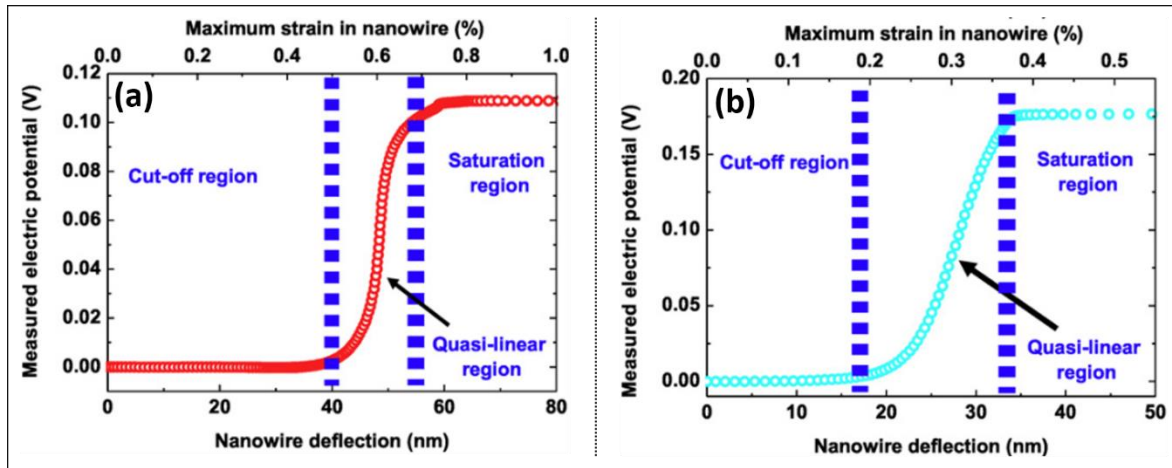 Maximum strain in nanowire (%)
0.0 0.2 0.4 0.6 0.8 1.0
0.12
0.10
0.08
0.06
0.04
0.02
0.00
Measured electric potential (V)
(a)
Cut-off region
Saturation
region
Quasi-linear
region
0 20 40 60 80
Nanowire deflection (nm)
Maximum strain in nanowire (%)
0.0 0.1 0.2 0.3 0.4 0.5
0.20
0.15
0.10
0.05
0.00
Measured electric potential (V)
(b)
Cut-off region
Saturation
region
Quasi-linear
region
0 10 20 30 40 50
Nanowire deflection (nm)